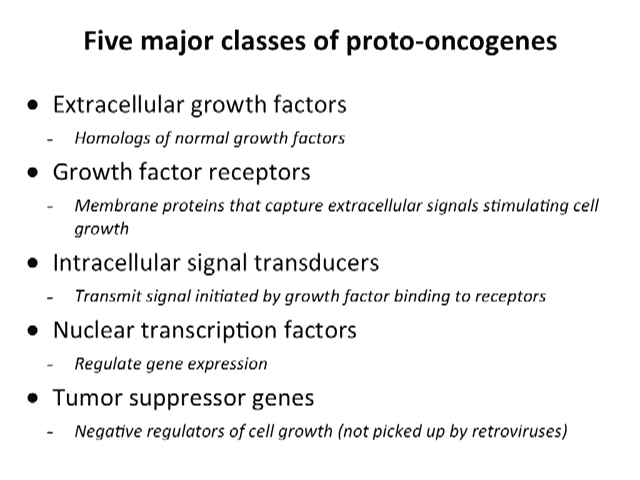 Five major classes of proto-oncogenes
● Extracellular growth factors
- Homologs of normal growth factors
● Growth factor receptors
- Membrane proteins that capture extracellular signals stimulating cell
growth
● Intracellular signal transducers
- Transmit signal initiated by growth factor binding to receptors
● Nuclear transcription factors
- Regulate gene expression
● Tumor suppressor genes
- Negative regulators of cell growth (not picked up by retroviruses)